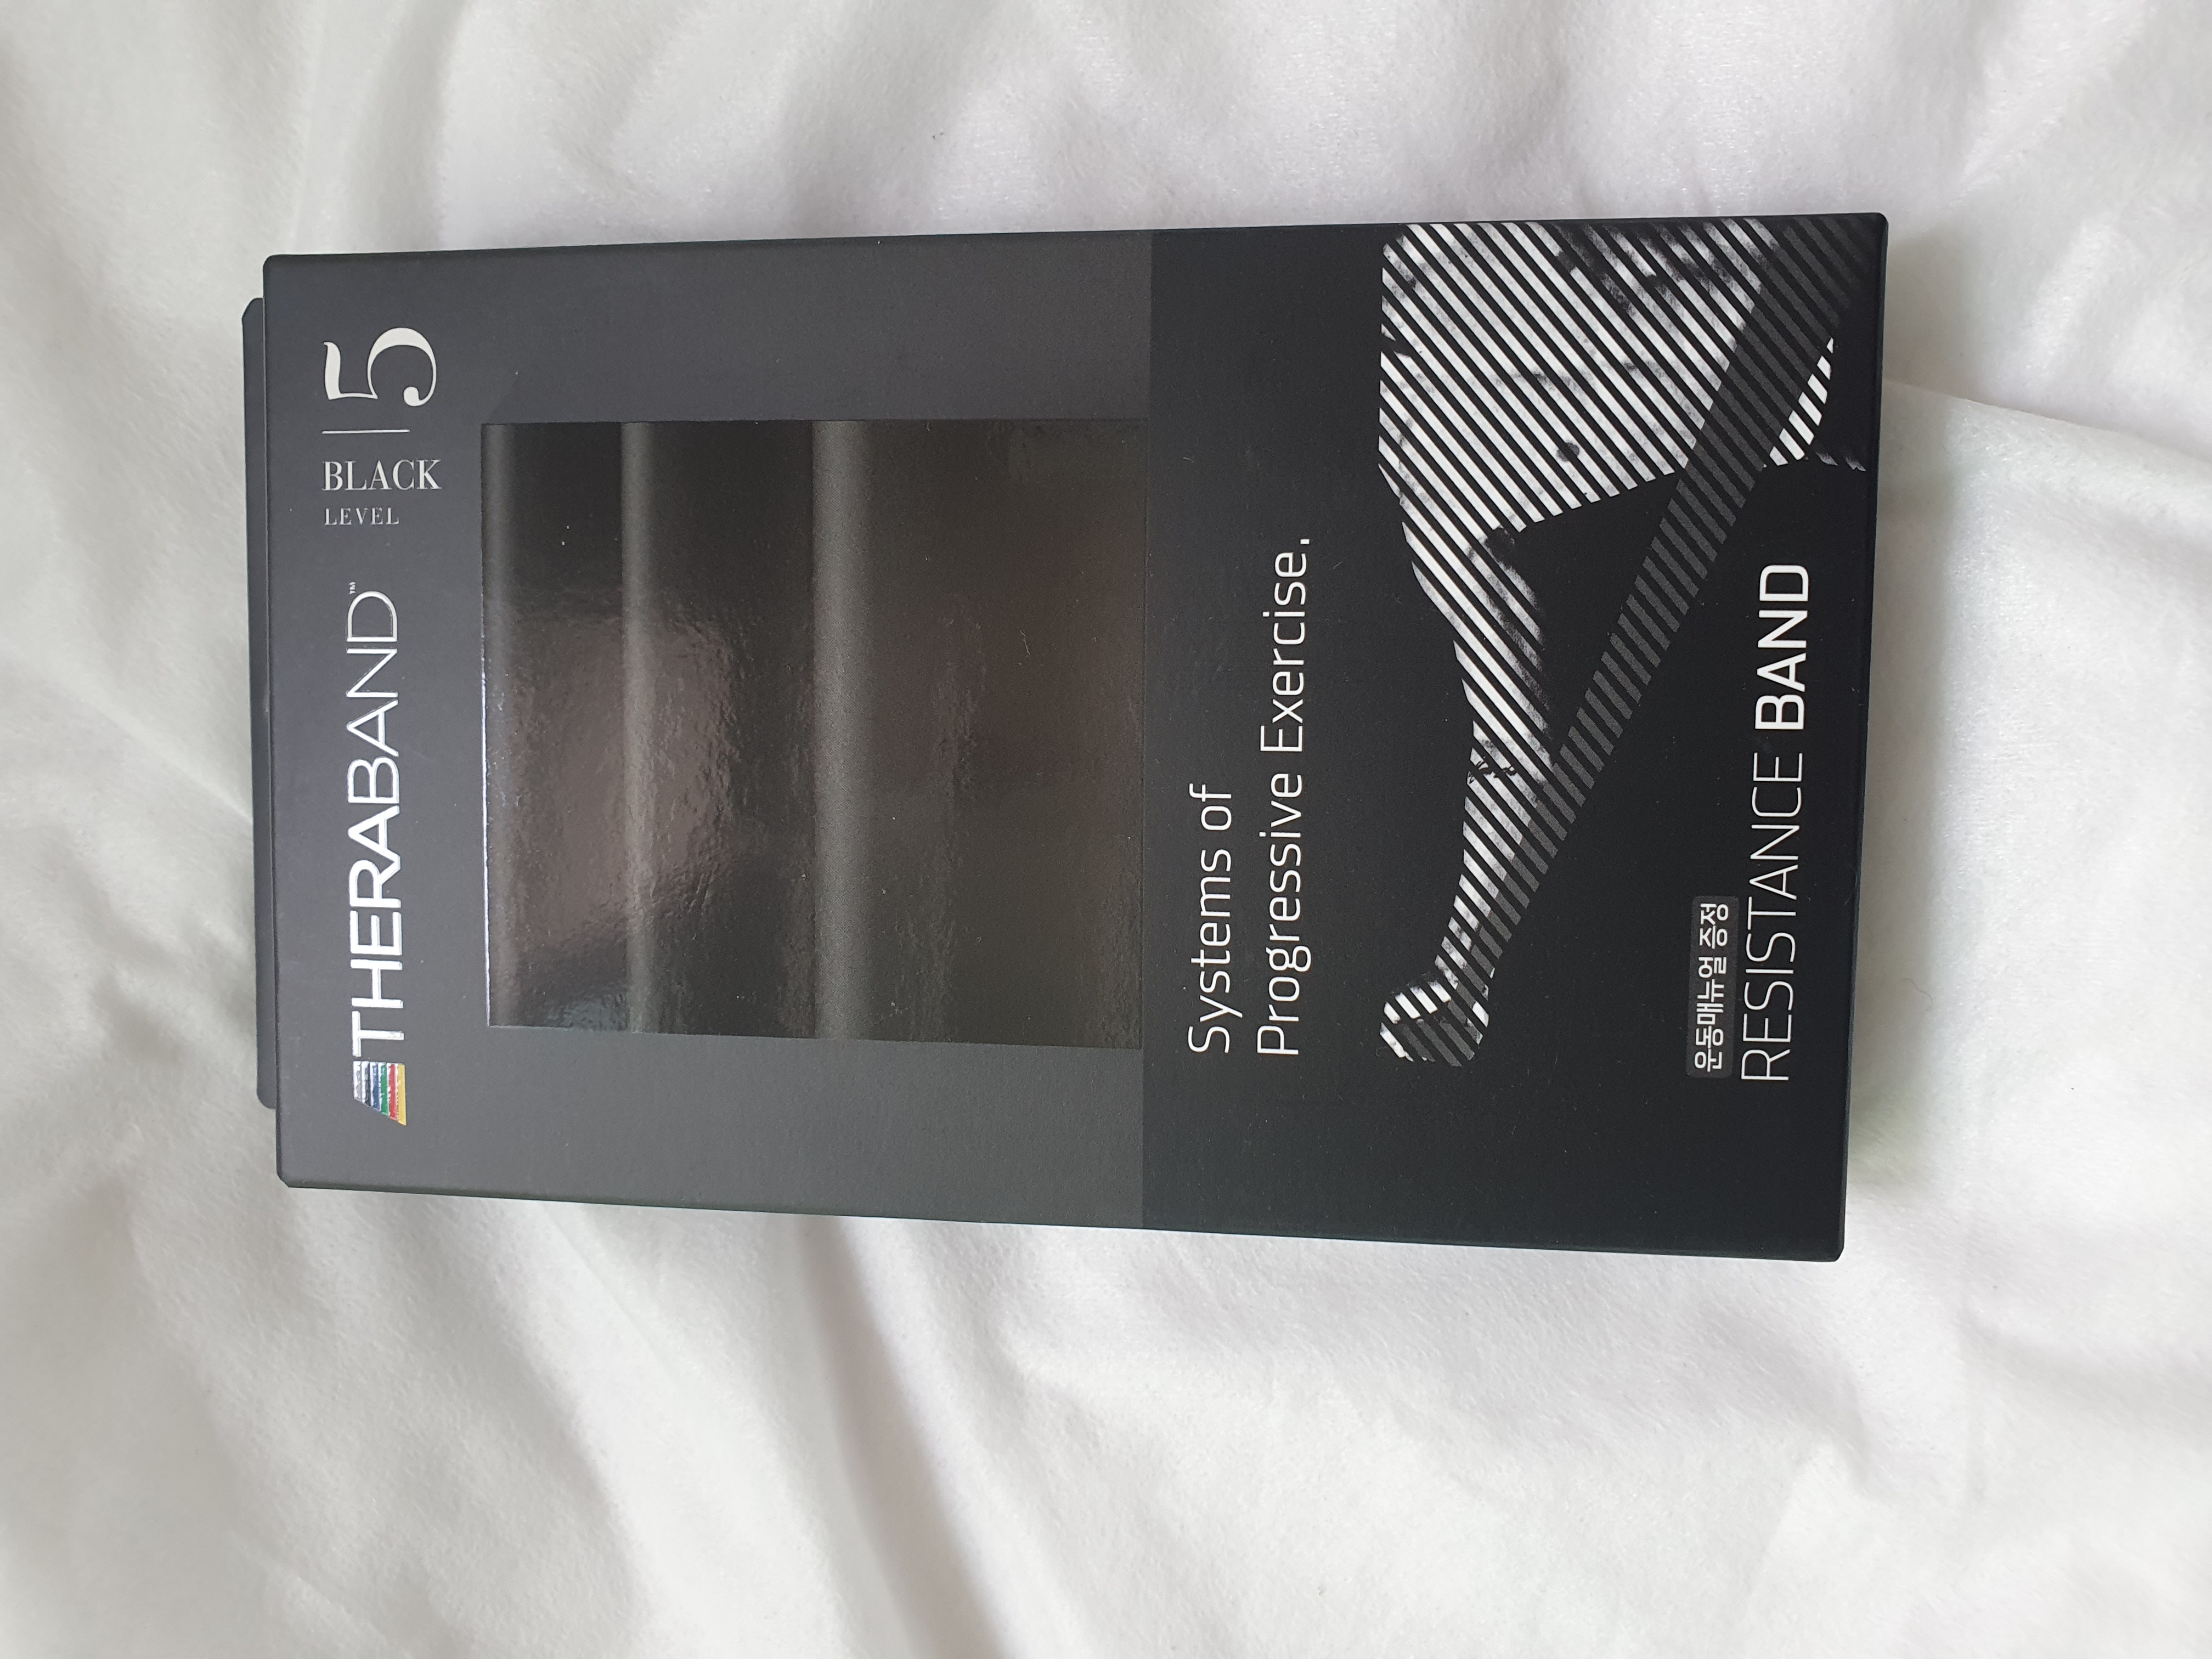 THERABAND™
LEVEL BLACK 5
Systems of
Progressive Exercise.
운동매뉴얼 증정
RESISTANCE BAND